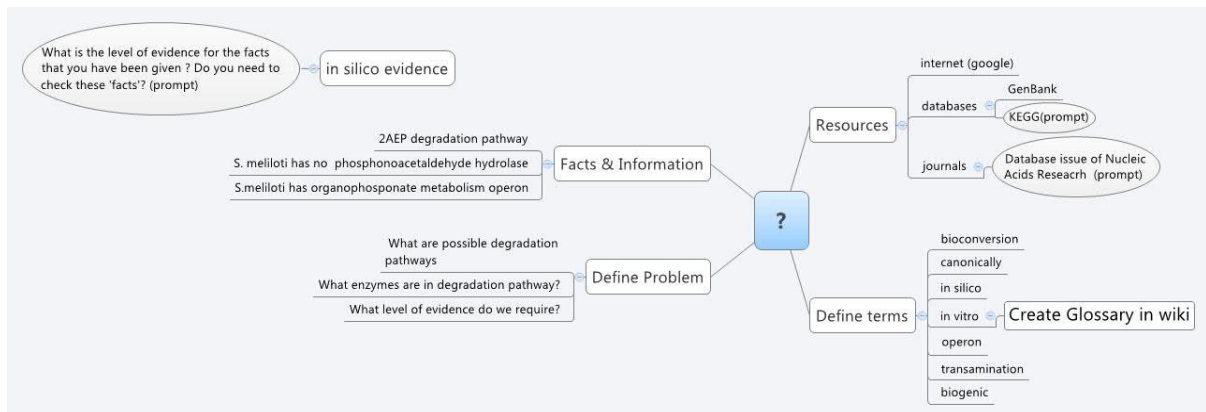 What is the level of evidence for the facts
that you have been given ? Do you need to
check these 'facts'? (prompt)
in silico evidence
2AEP degradation pathway
S. meliloti has no phosphonoacetaldehyde hydrolase
S.meliloti has organophosponate metabolism operon
Facts & Information
What are possible degradation
pathways
What enzymes are in degradation pathway?
What level of evidence do we require?
Define Problem
?
Resources
internet (google)
databases
GenBank
KEGG(prompt)
journals
Database issue of Nucleic
Acids Reseacrh (prompt)
Define terms
bioconversion
canonically
in silico
in vitro
Create Glossary in wiki
operon
transamination
biogenic